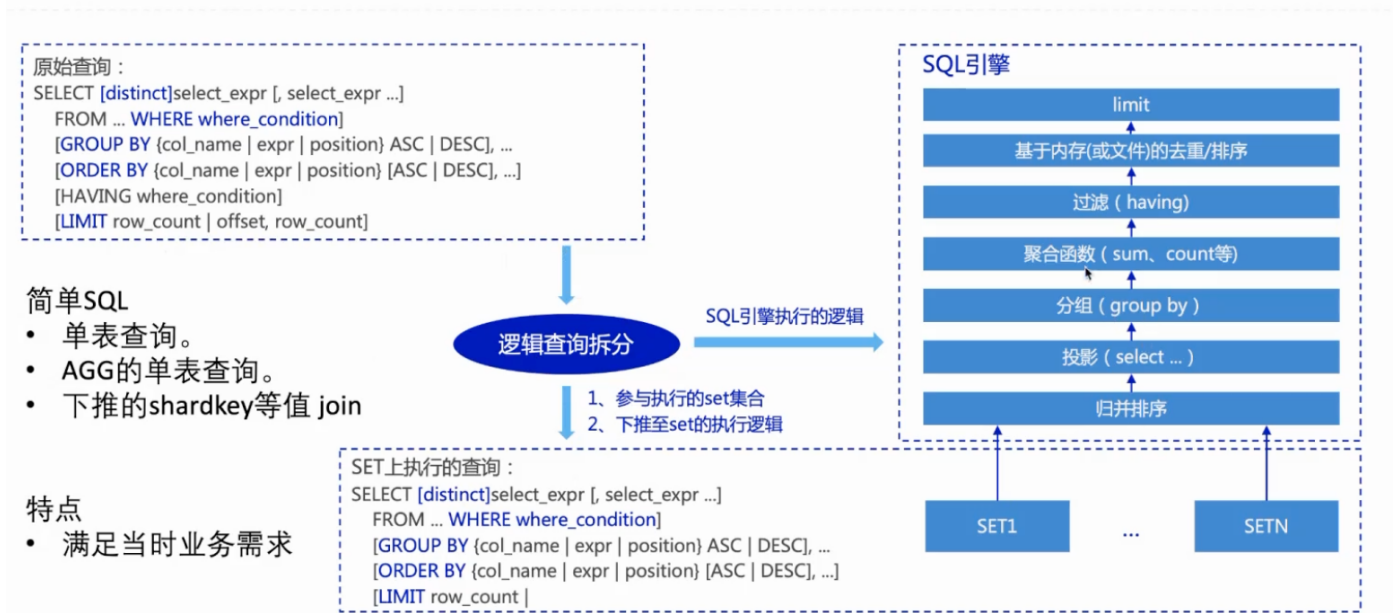 原始查询：
SELECT [distinct]select_expr [, select_expr ...]
FROM ... WHERE where_condition]
[GROUP BY {col_name | expr | position} ASC | DESC], ...
[ORDER BY {col_name | expr | position} [ASC | DESC], ...]
[HAVING where_condition]
[LIMIT row_count | offset, row_count]
简单SQL
• 单表查询。
• AGG的单表查询。
• 下推的shardkey等值 join
特点
• 满足当时业务需求
逻辑查询拆分
SQL引擎执行的逻辑
1、参与执行的set集合
2、下推至set的执行逻辑
SQL引擎
limit
基于内存(或文件)的去重/排序
过滤（having)
聚合函数（sum、count等)
分组（group by ）
投影（select ... ）
归并排序
SET上执行的查询：
SELECT [distinct]select_expr [, select_expr ...]
FROM ... WHERE where_condition]
[GROUP BY {col_name | expr | position} ASC | DESC], ...
[ORDER BY {col_name | expr | position} [ASC | DESC], ...]
[LIMIT row_count |
SET1
...
SETN